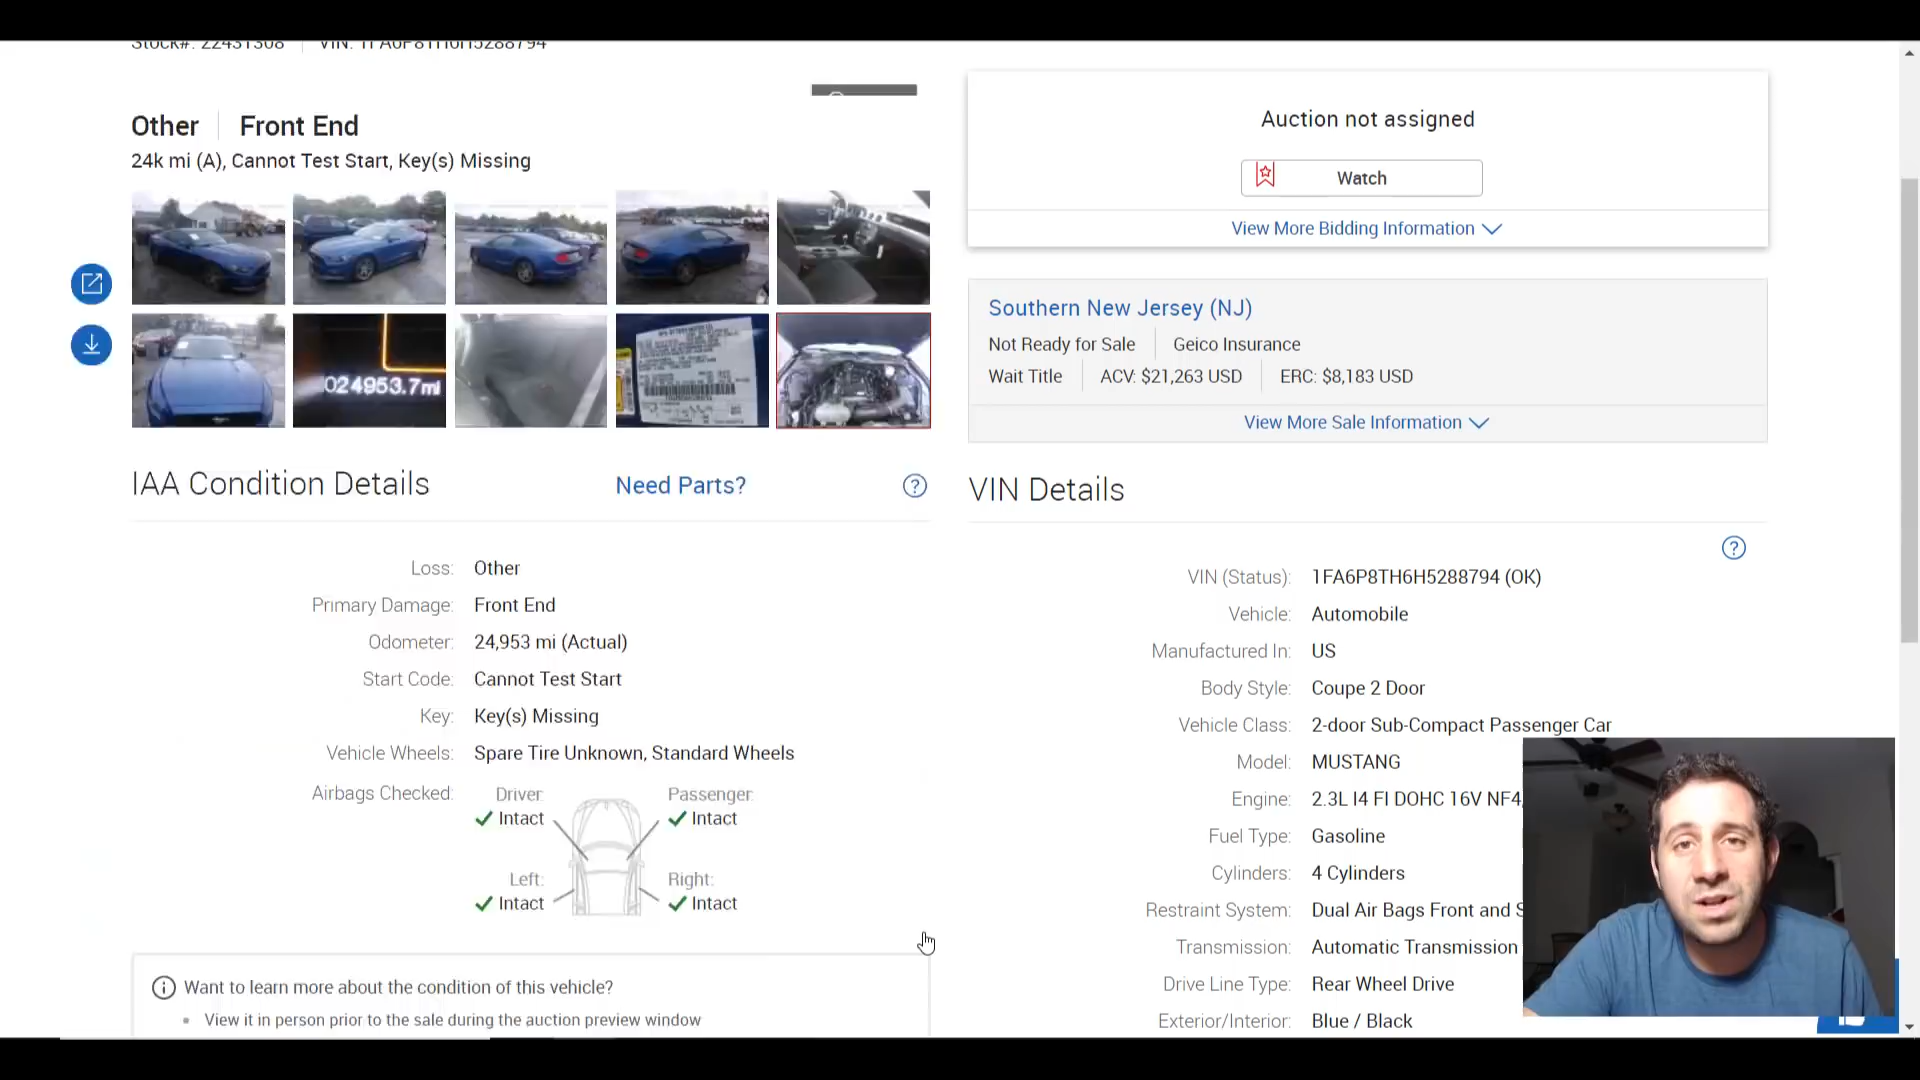 Stock#: 22431308 VIN: 1FA6P8TH6H5288794
Other Front End
24k mi (A), Cannot Test Start, Key(s) Missing
024953.7mi
IAA Condition Details
Need Parts?
Loss: Other
Primary Damage: Front End
Odometer: 24,953 mi (Actual)
Start Code: Cannot Test Start
Key: Key(s) Missing
Vehicle Wheels: Spare Tire Unknown, Standard Wheels
Airbags Checked:
Driver: Passenger:
Intact Intact
Left: Right:
Intact Intact
Want to learn more about the condition of this vehicle?
• View it in person prior to the sale during the auction preview window
Auction not assigned
Watch
View More Bidding Information
Southern New Jersey (NJ)
Not Ready for Sale Geico Insurance
Wait Title ACV: $21,263 USD ERC: $8,183 USD
View More Sale Information
VIN Details
VIN (Status): 1FA6P8TH6H5288794 (OK)
Vehicle: Automobile
Manufactured In: US
Body Style: Coupe 2 Door
Vehicle Class: 2-door Sub-Compact Passenger Car
Model: MUSTANG
Engine: 2.3L I4 FI DOHC 16V NF4,
Fuel Type: Gasoline
Cylinders: 4 Cylinders
Restraint System: Dual Air Bags Front and S
Transmission: Automatic Transmission
Drive Line Type: Rear Wheel Drive
Exterior/Interior: Blue / Black